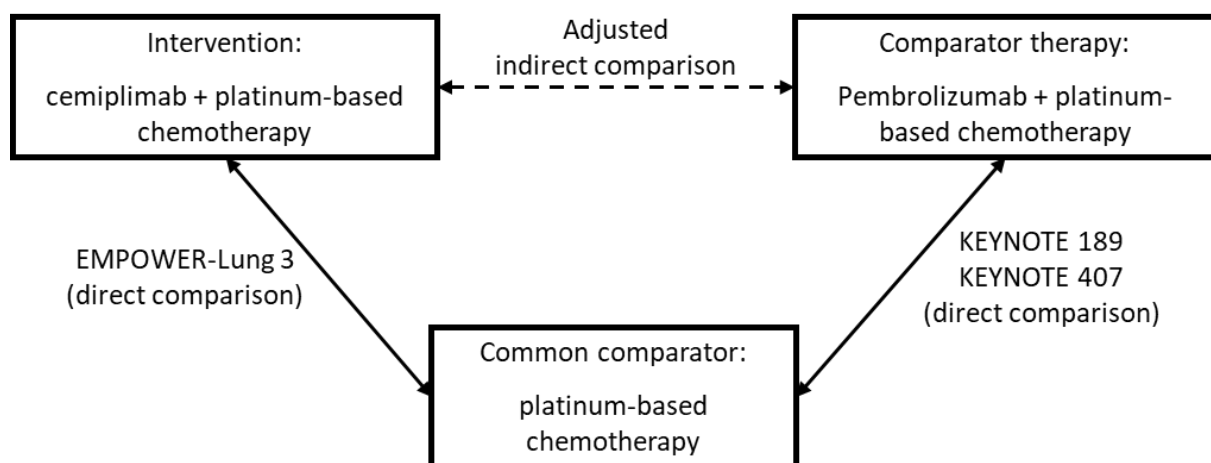 Intervention:
cemiplimab + platinum-based
chemotherapy
Adjusted
indirect comparison
Comparator therapy:
Pembrolizumab + platinum-
based chemotherapy
EMPOWER-Lung 3
(direct comparison)
KEYNOTE 189
KEYNOTE 407
(direct comparison)
Common comparator:
platinum-based
chemotherapy